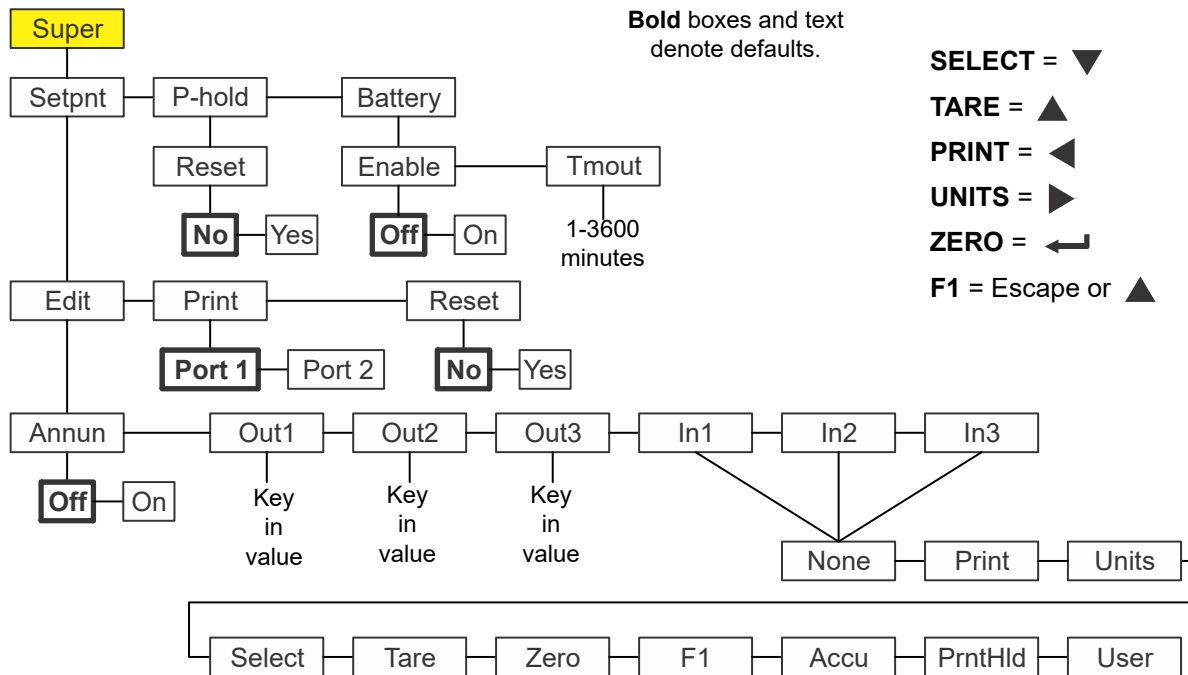 Super
Bold boxes and text
denote defaults.
SELECT =
TARE =
PRINT =
UNITS =
ZERO =
F1 = Escape or
Setpnt
P-hold
Battery
Reset
Enable
Tmout
No
Yes
Off
On
1-3600
minutes
Edit
Print
Reset
Port 1
Port 2
No
Yes
Annun
Out1
Out2
Out3
In1
In2
In3
Off
On
Key
in
value
Key
in
value
Key
in
value
None
Print
Units
Select
Tare
Zero
F1
Accu
PrntHld
User